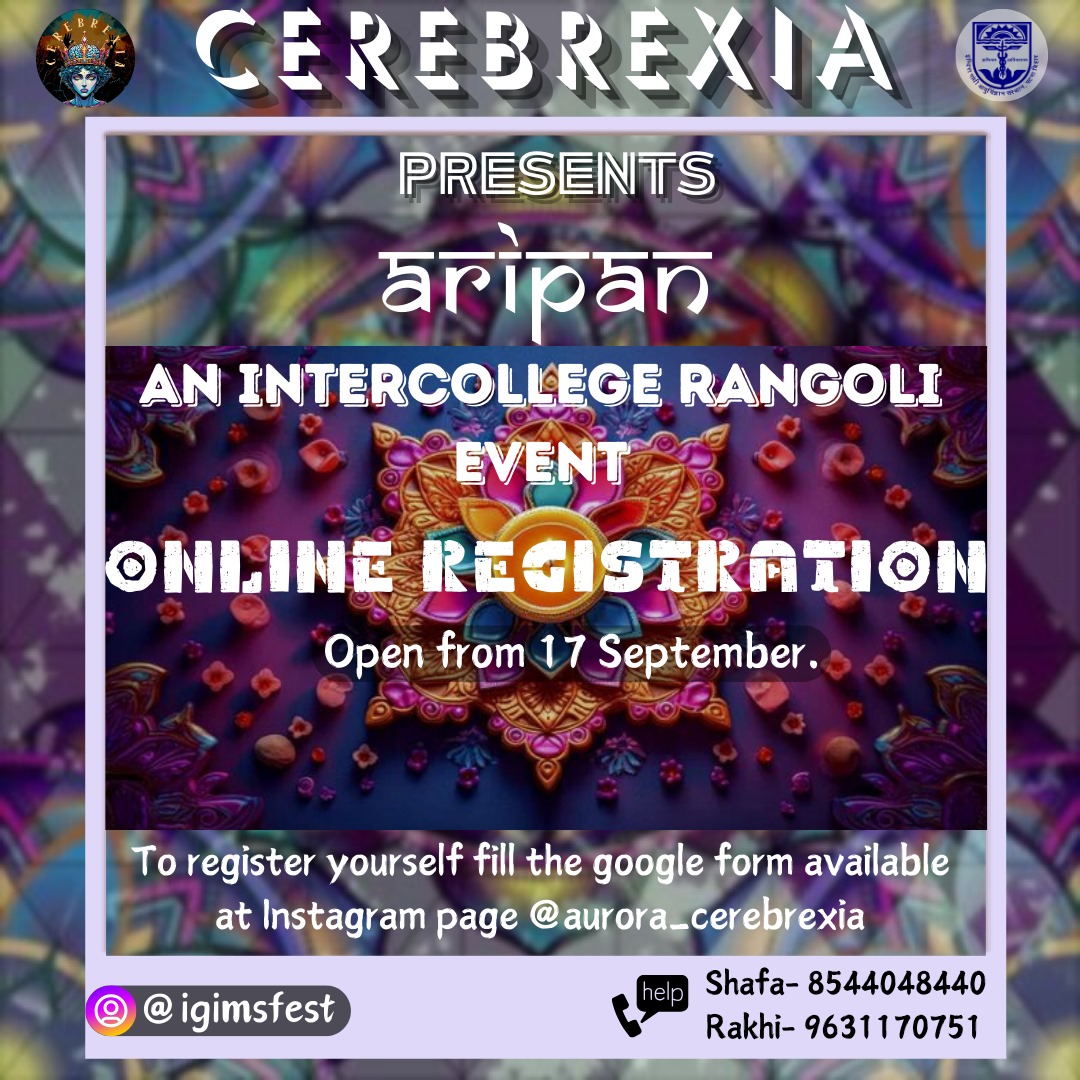 CEREBREXIA
CEREBREXIA
PRESENTS
aripan
AN INTERCOLLEGE RANGOLI
EVENT
ONLINE REGISTRATION
Open from 17 September.
To register yourself fill the google form available
at Instagram page @aurora_cerebrexia
@igimsfest
help
Shafa- 8544048440
Rakhi- 9631170751